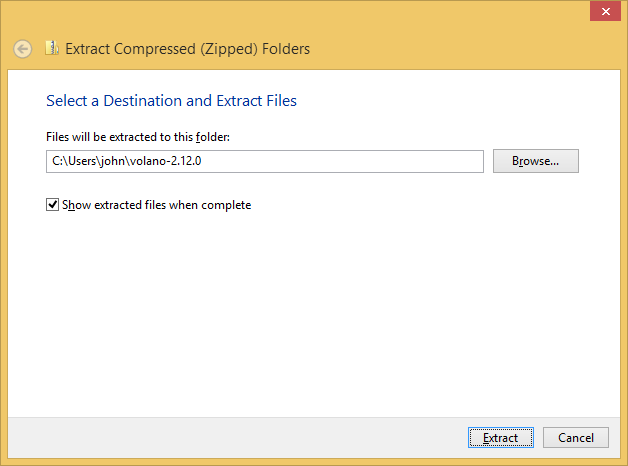 Extract Compressed (Zipped) Folders
Select a Destination and Extract Files
Files will be extracted to this folder:
C:\Users\john\volano-2.12.0
Browse...
Show extracted files when complete
Extract
Cancel